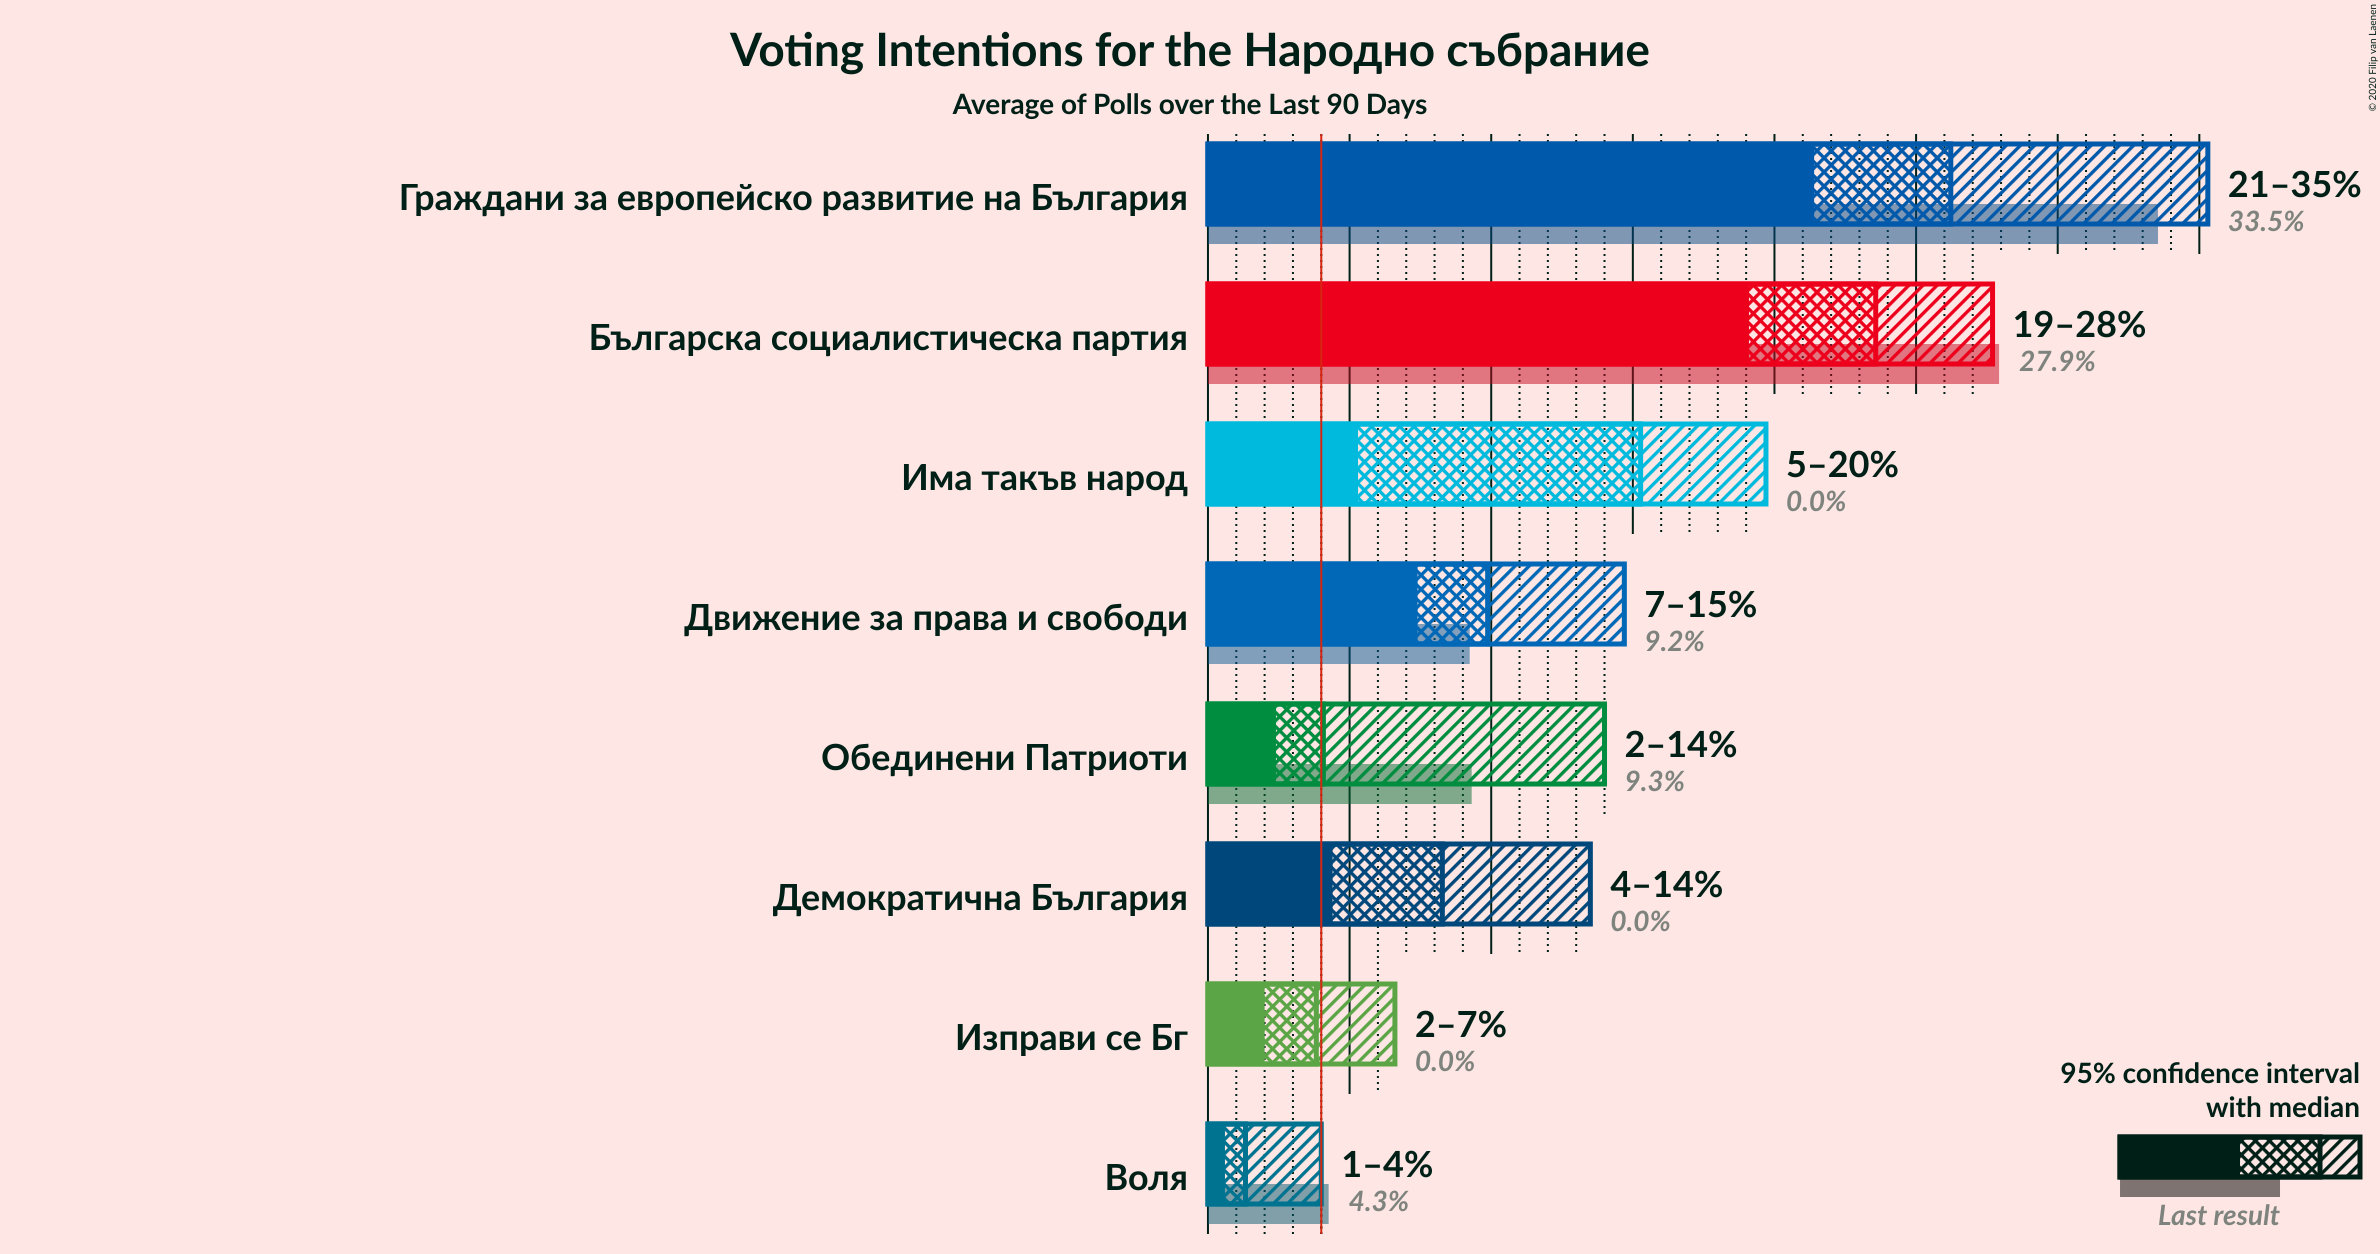 Voting Intentions for the Народно събрание
Average of Polls over the Last 90 Days
© 2020 Filip van Laenen
Граждани за европейско развитие на България
21–35%
33.5%
Българска социалистическа партия
19–28%
27.9%
Има такъв народ
5–20%
0.0%
Движение за права и свободи
7–15%
9.2%
Обединени Патриоти
2–14%
9.3%
Демократична България
4–14%
0.0%
Изправи се Бг
2–7%
0.0%
Воля
1–4%
4.3%
95% confidence interval
with median
Last result